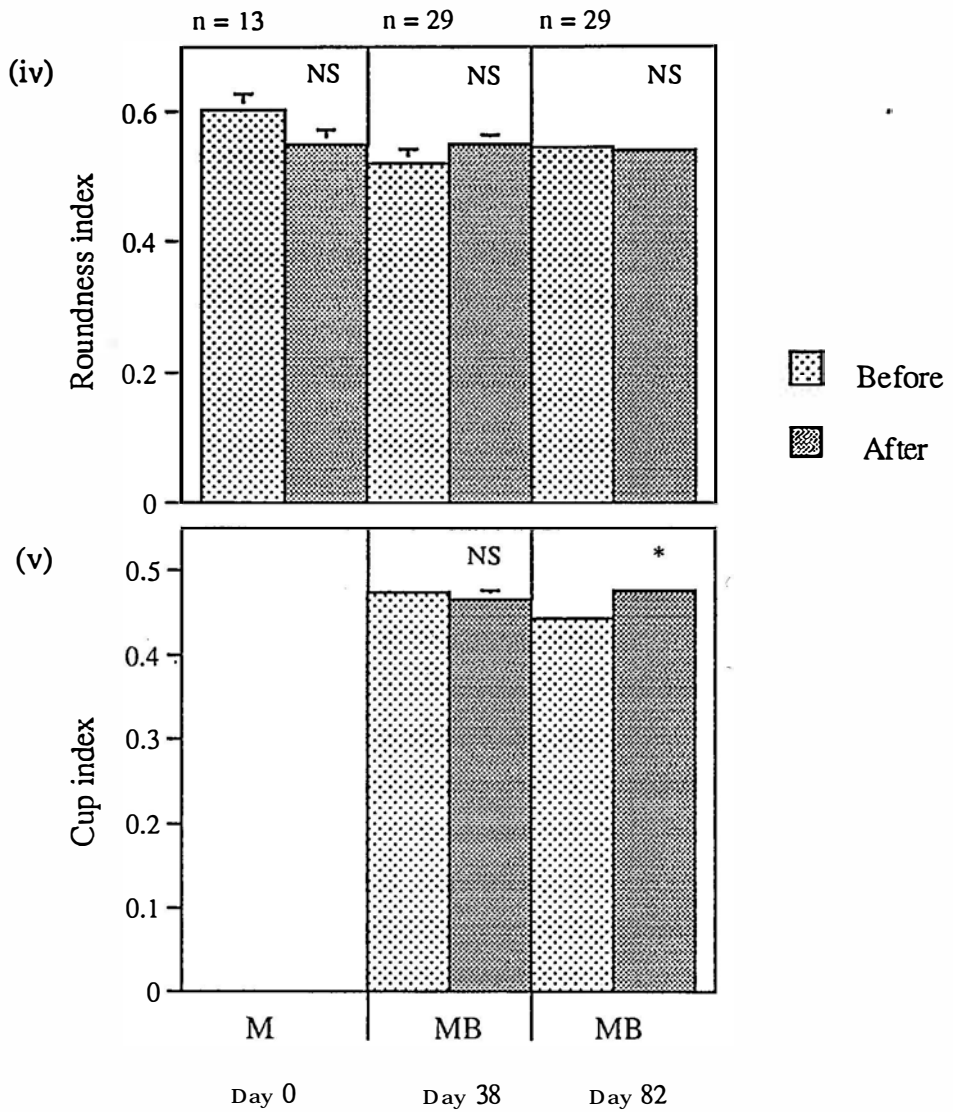 n = 13 n = 29 n = 29
(iv)
NS NS NS
0.6
0.4
0.2
0
Roundness index
Before
After
(v)
NS *
0.5
0.4
0.3
0.2
0.1
0
Cup index
M MB MB
Day 0 Day 38 Day 82